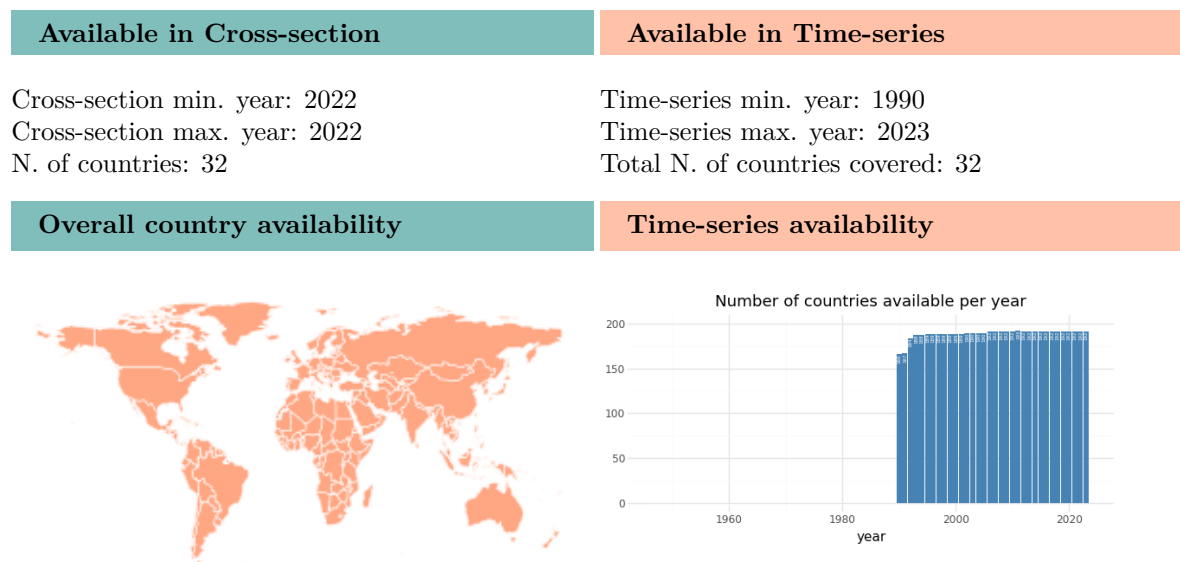 Available in Cross-section
Available in Time-series
Cross-section min. year: 2022
Cross-section max. year: 2022
N. of countries: 32
Time-series min. year: 1990
Time-series max. year: 2023
Total N. of countries covered: 32
Overall country availability
Time-series availability
Number of countries available per year
200
150
100
50
0
1960 1980 2000 2020
year